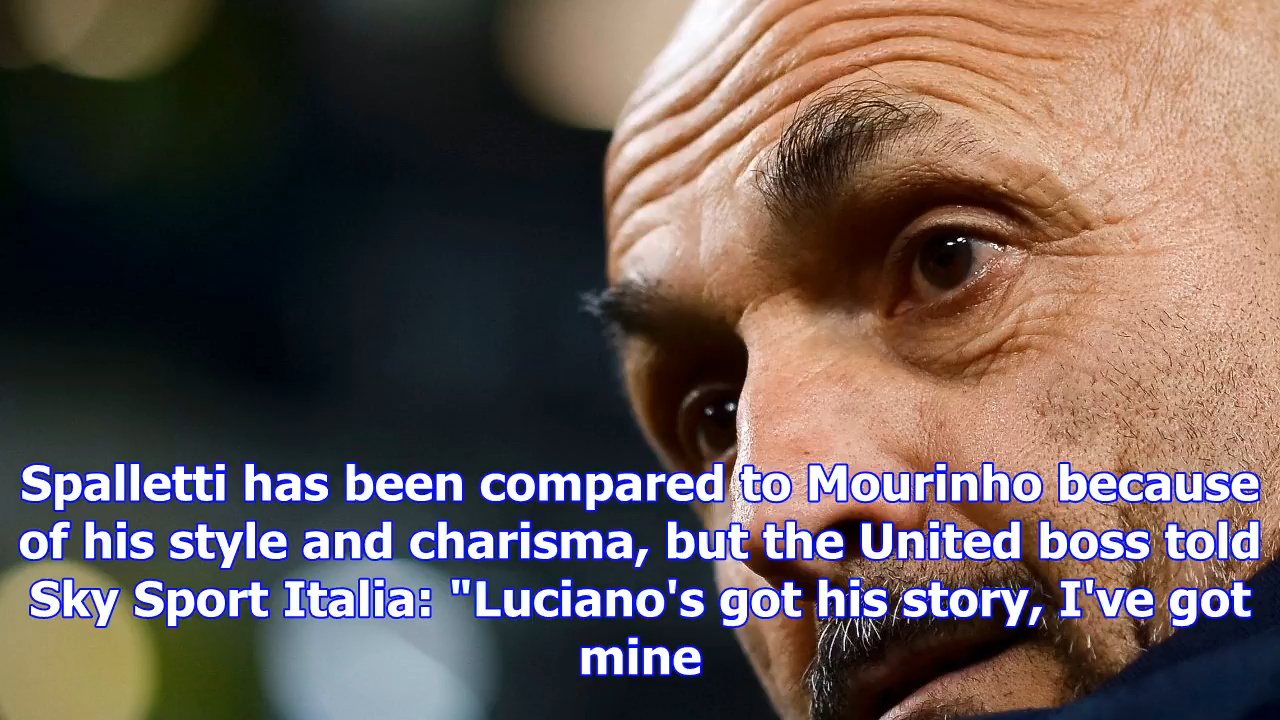 Spalletti has been compared to Mourinho because
of his style and charisma, but the United boss told
Sky Sport Italia: "Luciano's got his story, I've got
mine